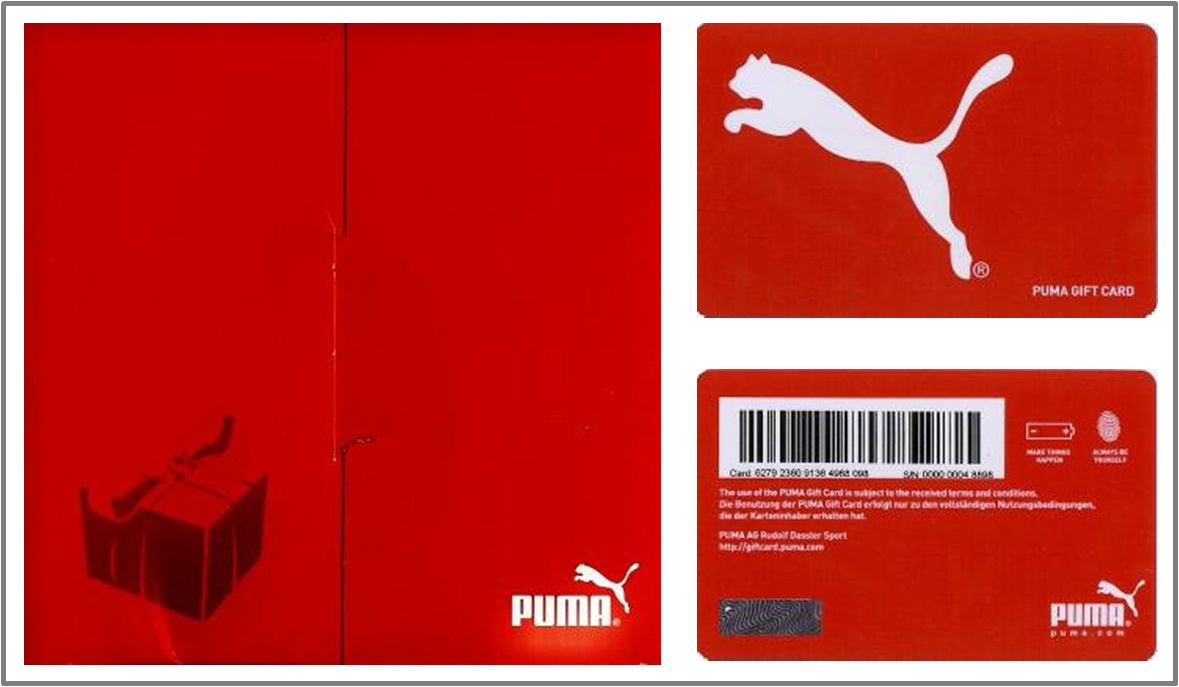 PUMA®
®
PUMA GIFT CARD
Card: 6279 2360 9136 4968 098 S/N: 0000 0004 8898
MAKE THINGS HAPPEN
ALWAYS BE YOURSELF
The use of the PUMA Gift Card is subject to the received terms and conditions.
Die Benutzung der PUMA Gift Card erfolgt nur zu den vollständigen Nutzungsbedingungen,
die der Karteninhaber erhalten hat.
PUMA AG Rudolf Dassler Sport
http://giftcard.puma.com
PUMA®
puma.com